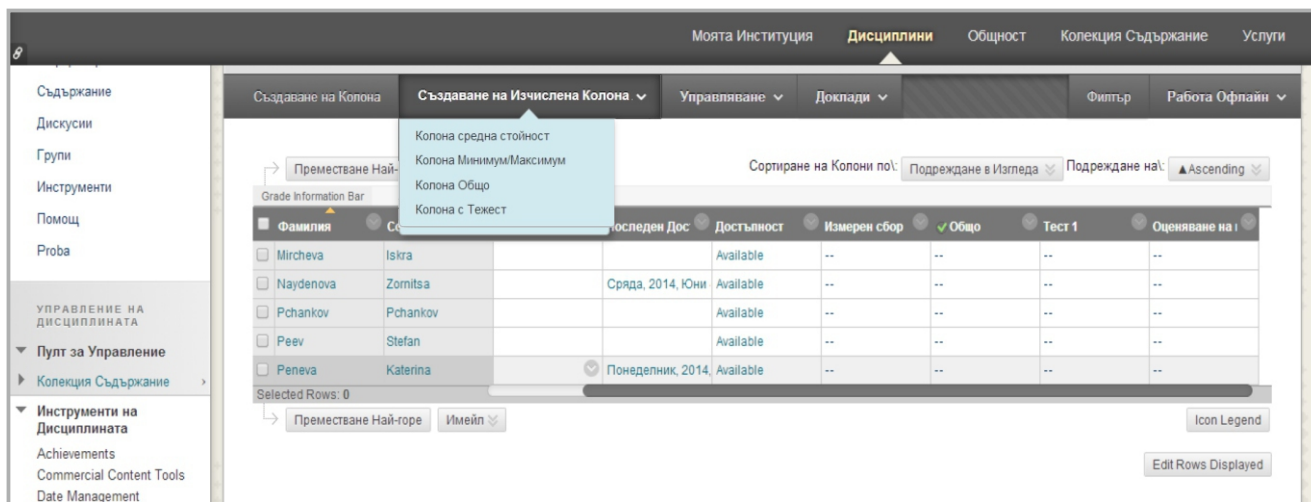 Моята Институция Дисциплини Общност Колекция Съдържание Услуги
Съдържание
Дискусии
Групи
Инструменти
Помощ
Proba
УПРАВЛЕНИЕ НА
ДИСЦИПЛИНАТА
Пулт за Управление
Колекция Съдържание
Инструменти на
Дисциплината
Achievements
Commercial Content Tools
Date Management
Създаване на Колона Създаване на Изчислена Колона Управляване Доклади Филтър Работа Офлайн
Колона средна стойност
Колона Минимум/Максимум
Колона Общо
Колона с Тежест
Преместване Най- Сортиране на Колони по\: Подреждане в Изгледа Подреждане на\: ▲Ascending
Grade Information Bar
Фамилия Последен Дос Достъпност Измерен сбор Общо Тест 1 Оценяване на
Mircheva Iskra Available -- -- -- --
Naydenova Zornitsa Сряда, 2014, Юни Available -- -- -- --
Pchankov Pchankov Available -- -- -- --
Peev Stefan Available -- -- -- --
Peneva Katerina Понеделник, 2014, Available -- -- -- --
Selected Rows: 0
Преместване Най-горе Имейл Icon Legend
Edit Rows Displayed